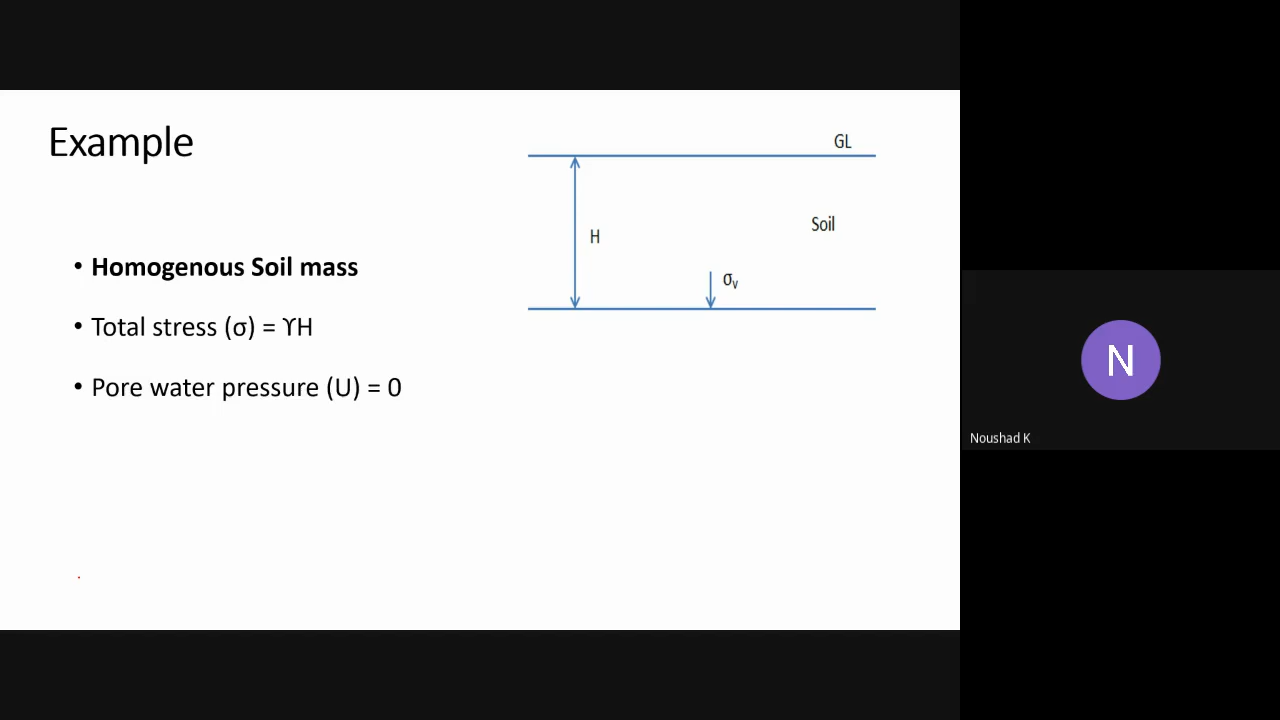 Example
GL
Soil
H
σv
• Homogenous Soil mass
• Total stress (σ) = ϒH
• Pore water pressure (U) = 0
N
Noushad K